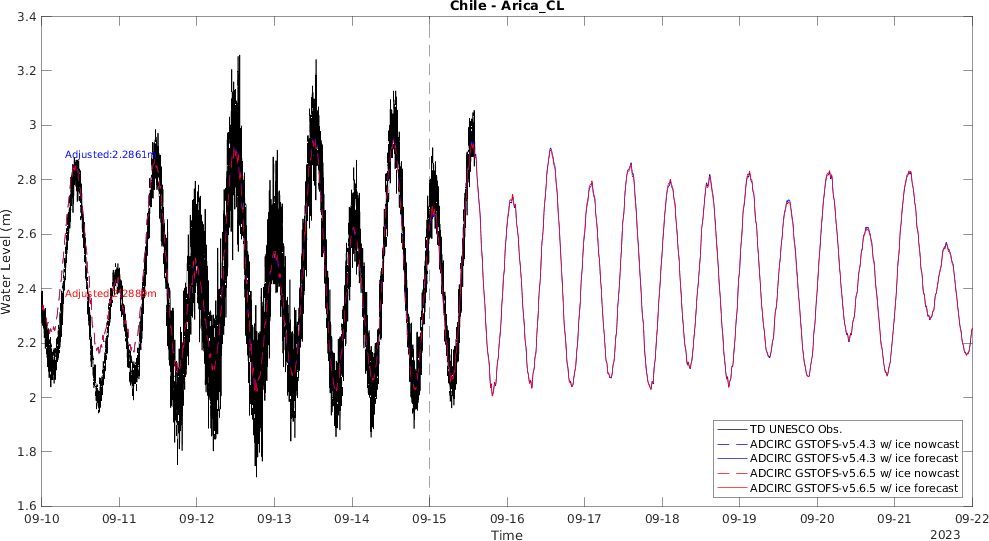 Chile - Arica_CL
3.4
3.2
3
2.8
2.6
2.4
2.2
2
1.8
1.6
Water Level (m)
Adjusted:2.2861m
Adjusted:2.2889m
TD UNESCO Obs.
ADCIRC GSTOFS-v5.4.3 w/ ice nowcast
ADCIRC GSTOFS-v5.4.3 w/ ice forecast
ADCIRC GSTOFS-v5.6.5 w/ ice nowcast
ADCIRC GSTOFS-v5.6.5 w/ ice forecast
09-10 09-11 09-12 09-13 09-14 09-15 09-16 09-17 09-18 09-19 09-20 09-21 09-22
Time
2023